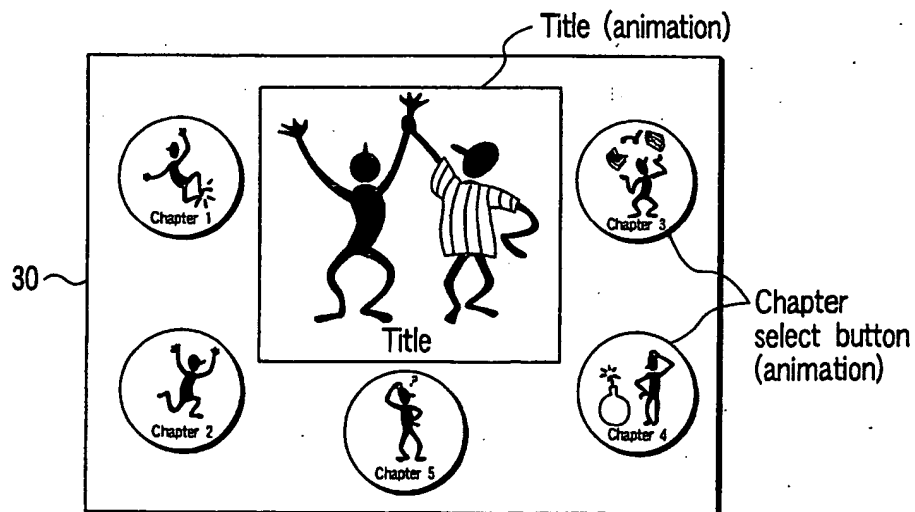 Title (animation)
Chapter 1
Chapter 3
30
Title
Chapter
select button
(animation)
Chapter 2
Chapter 5
Chapter 4
?